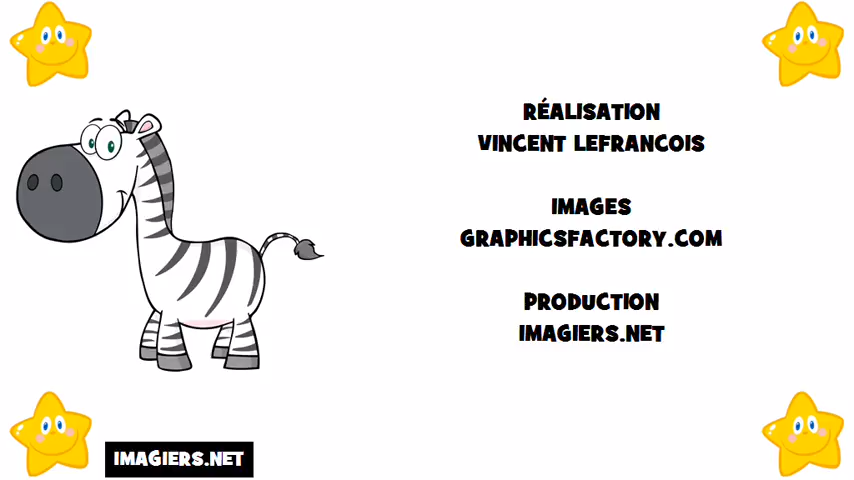 RÉALISATION
VINCENT LEFRANCOIS
IMAGES
GRAPHICSFACTORY.COM
PRODUCTION
IMAGIERS.NET
IMAGIERS.NET